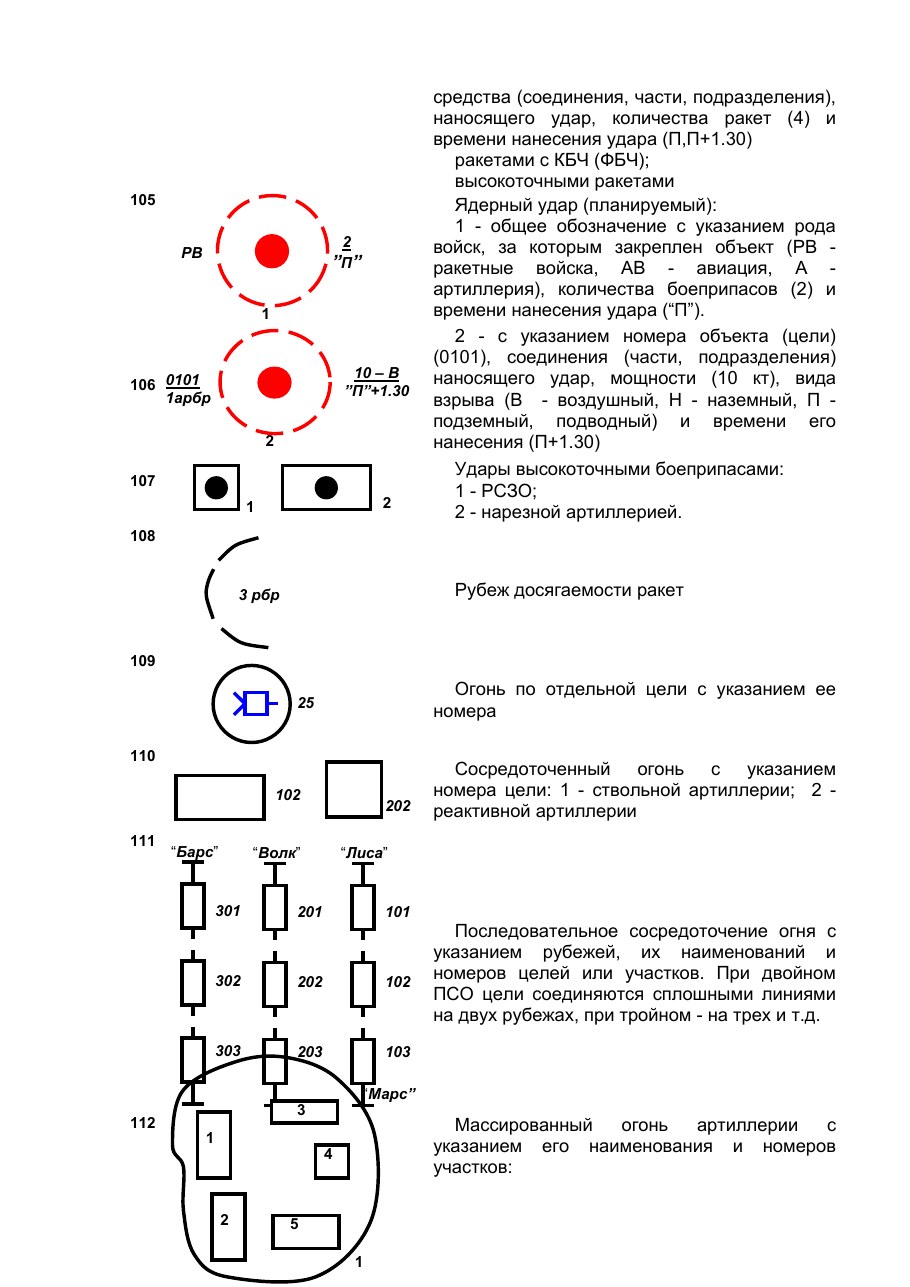 средства (соединения, части, подразделения),
наносящего удар, количества ракет (4) и
времени нанесения удара (П,П+1.30)
ракетами с КБЧ (ФБЧ);
высокоточными ракетами
105
РВ
2
”П”
1
Ядерный удар (планируемый):
1 - общее обозначение с указанием рода
войск, за которым закреплен объект (РВ -
ракетные войска, АВ - авиация, А -
артиллерия), количества боеприпасов (2) и
времени нанесения удара (“П”).
106
0101
1арбр
10 – В
”П”+1.30
2
2 - с указанием номера объекта (цели)
(0101), соединения (части, подразделения)
наносящего удар, мощности (10 кт), вида
взрыва (В - воздушный, Н - наземный, П -
подземный, подводный) и времени его
нанесения (П+1.30)
107
1
2
Удары высокоточными боеприпасами:
1 - РСЗО;
2 - нарезной артиллерией.
108
3 рбр
Рубеж досягаемости ракет
109
25
Огонь по отдельной цели с указанием ее
номера
110
102
202
Сосредоточенный огонь с указанием
номера цели: 1 - ствольной артиллерии; 2 -
реактивной артиллерии
111
“Барс” “Волк” “Лиса”
301 201 101
302 202 102
303 203 103
Последовательное сосредоточение огня с
указанием рубежей, их наименований и
номеров целей или участков. При двойном
ПСО цели соединяются сплошными линиями
на двух рубежах, при тройном - на трех и т.д.
112
“Марс”
3
1
4
2
5
1
Массированный огонь артиллерии с
указанием его наименования и номеров
участков: